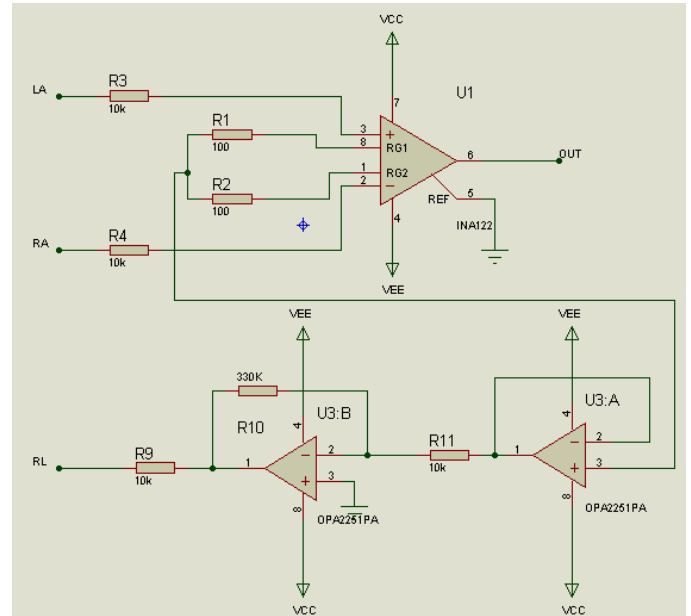 VCC
LA
R3
10k
7
U1
R1
100
3
+
8
RG1
6
OUT
1
RG2
R2
100
2
−
REF
5
INA122
4
RA
R4
10k
VEE
VEE
VEE
330K
4
U3:B
4
U3:A
R10
R11
RL
R9
10k
1
−
2
10k
1
−
2
+
3
+
3
8
OPA2251PA
8
OPA2251PA
VCC
VCC